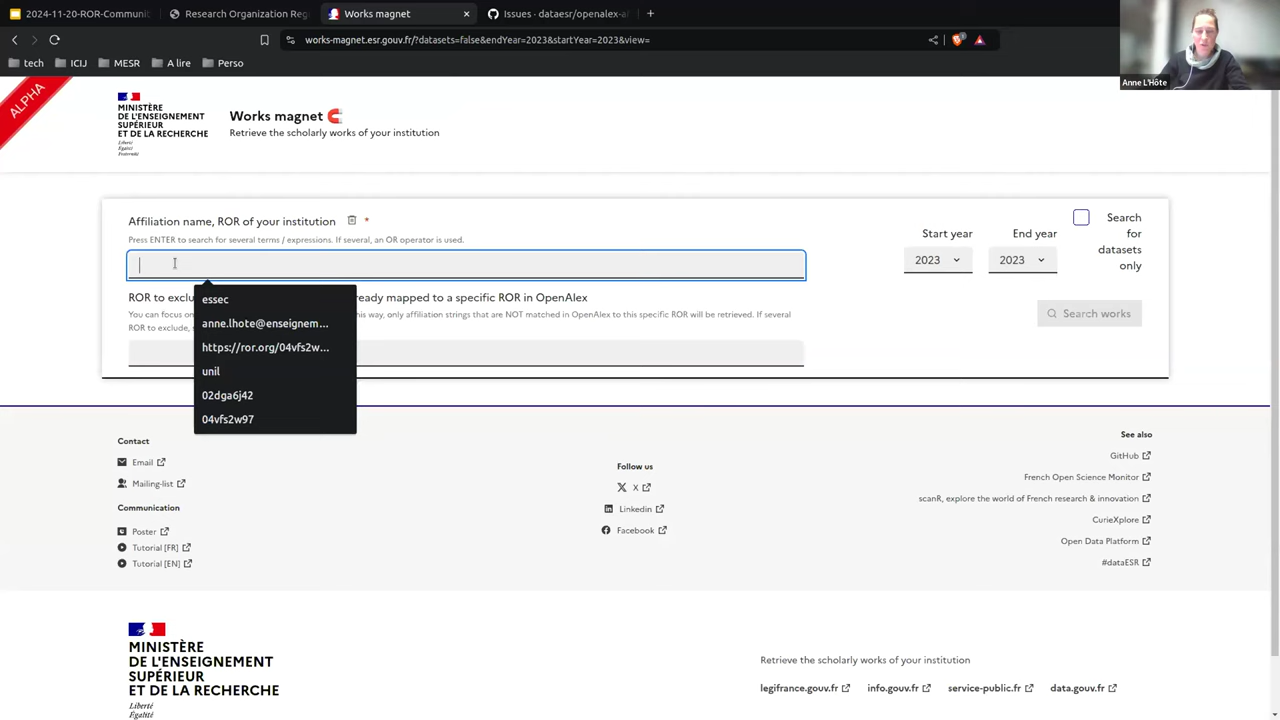 2024-11-20-ROR-Communit
Research Organization Reg
Works magnet
Issues · dataesr/openalex-af
works-magnet.esr.gouv.fr/?datasets=false&endYear=2023&startYear=2023&view=
tech
ICIJ
MESR
A lire
Perso
Anne L'Hôte
ALPHA
MINISTÈRE
DE L'ENSEIGNEMENT
SUPÉRIEUR
ET DE LA RECHERCHE
Liberté
Égalité
Fraternité
Works magnet
Retrieve the scholarly works of your institution
Affiliation name, ROR of your institution *
Press ENTER to search for several terms / expressions. If several, an OR operator is used.
Start year
2023
End year
2023
Search
for
datasets
only
essec
anne.lhote@enseignem...
https://ror.org/04vfs2w...
unil
02dga6j42
04vfs2w97
ROR to exclu
ready mapped to a specific ROR in OpenAlex
You can focus on
his way, only affiliation strings that are NOT matched in OpenAlex to this specific ROR will be retrieved. If several
ROR to exclude, s
Search works
Contact
Email
Mailing-list
Communication
Poster
Tutorial [FR]
Tutorial [EN]
Follow us
X
Linkedin
Facebook
See also
GitHub
French Open Science Monitor
scanR, explore the world of French research & innovation
CurieXplore
Open Data Platform
#dataESR
MINISTÈRE
DE L'ENSEIGNEMENT
SUPÉRIEUR
ET DE LA RECHERCHE
Liberté
Égalité
Retrieve the scholarly works of your institution
legifrance.gouv.fr
info.gouv.fr
service-public.fr
data.gouv.fr